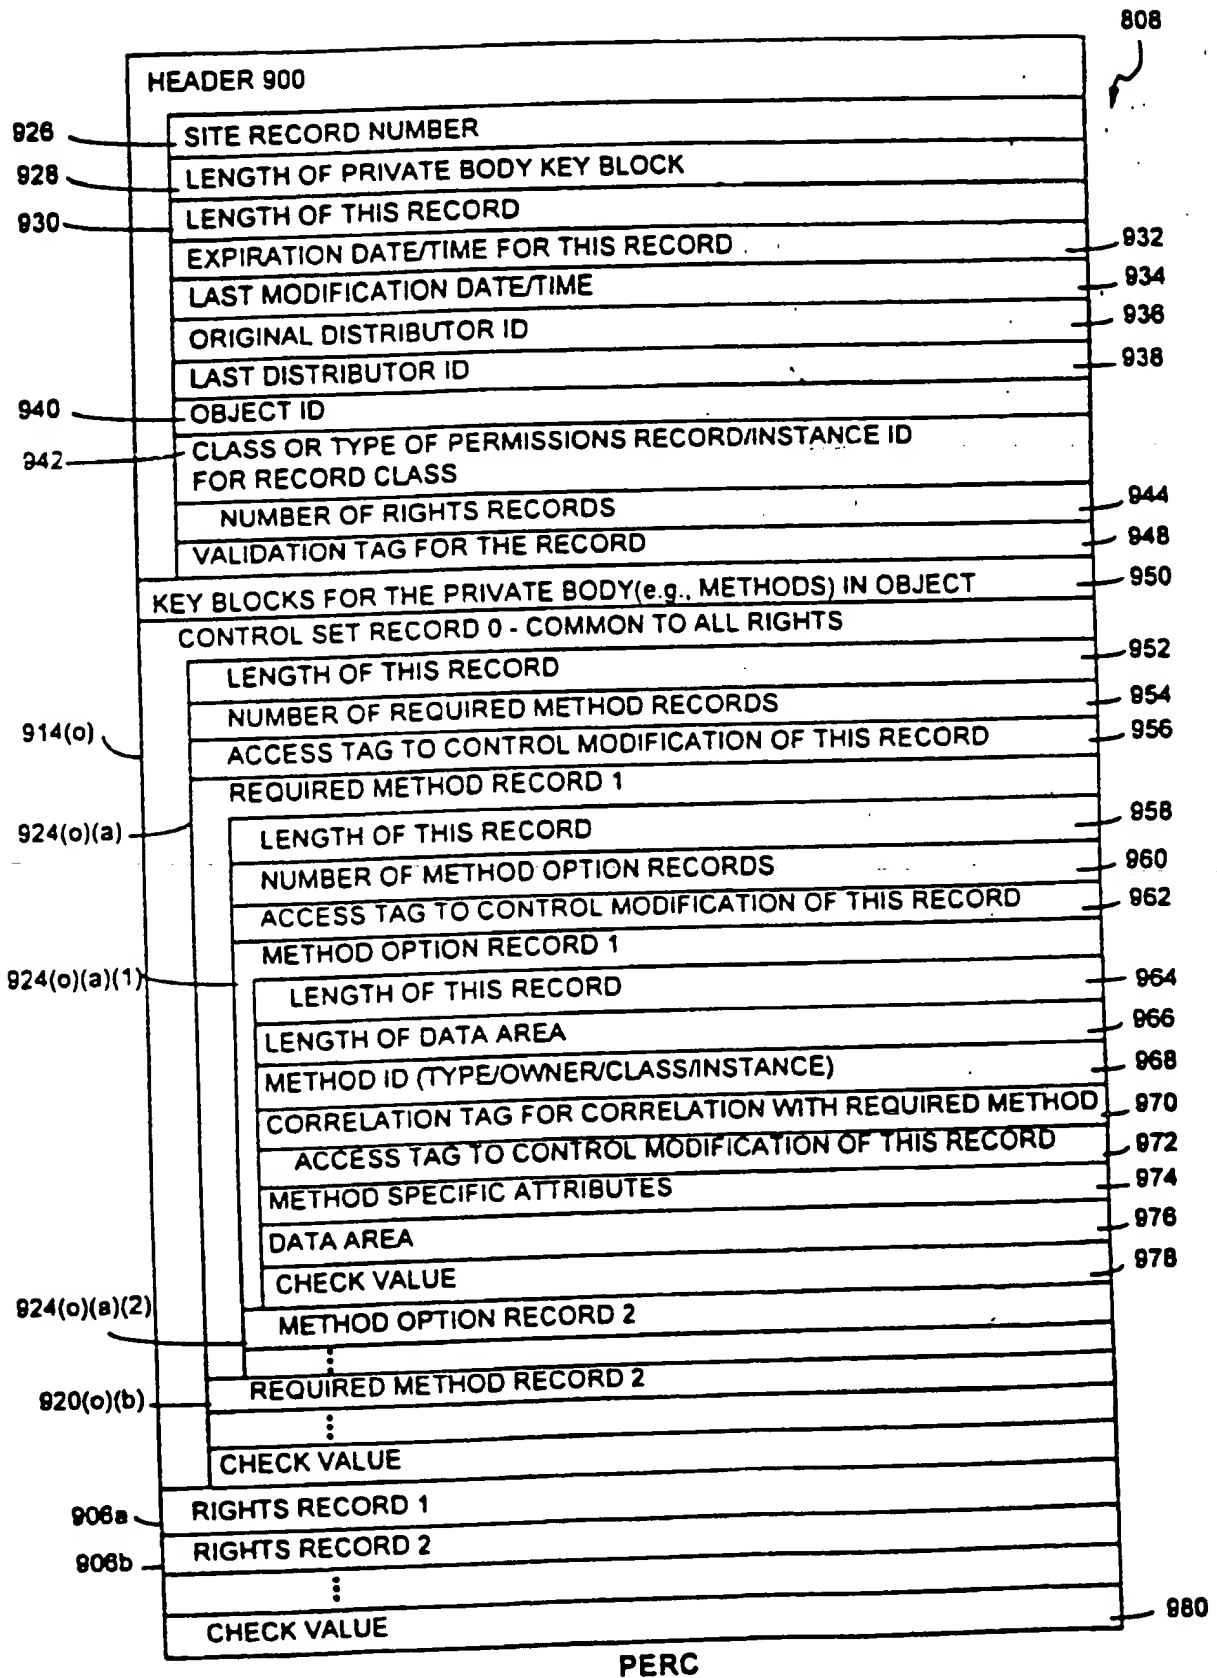 808
HEADER 900
926 SITE RECORD NUMBER
928 LENGTH OF PRIVATE BODY KEY BLOCK
930 LENGTH OF THIS RECORD
EXPIRATION DATE/TIME FOR THIS RECORD 932
LAST MODIFICATION DATE/TIME 934
ORIGINAL DISTRIBUTOR ID 936
LAST DISTRIBUTOR ID 938
940 OBJECT ID
942 CLASS OR TYPE OF PERMISSIONS RECORD/INSTANCE ID
FOR RECORD CLASS
NUMBER OF RIGHTS RECORDS 944
VALIDATION TAG FOR THE RECORD 948
KEY BLOCKS FOR THE PRIVATE BODY(e.g., METHODS) IN OBJECT 950
CONTROL SET RECORD 0 - COMMON TO ALL RIGHTS
LENGTH OF THIS RECORD 952
NUMBER OF REQUIRED METHOD RECORDS 954
914(o) ACCESS TAG TO CONTROL MODIFICATION OF THIS RECORD 956
924(o)(a) REQUIRED METHOD RECORD 1
LENGTH OF THIS RECORD 958
NUMBER OF METHOD OPTION RECORDS 960
ACCESS TAG TO CONTROL MODIFICATION OF THIS RECORD 962
924(o)(a)(1) METHOD OPTION RECORD 1
LENGTH OF THIS RECORD 964
LENGTH OF DATA AREA 966
METHOD ID (TYPE/OWNER/CLASS/INSTANCE) 968
CORRELATION TAG FOR CORRELATION WITH REQUIRED METHOD 970
ACCESS TAG TO CONTROL MODIFICATION OF THIS RECORD 972
METHOD SPECIFIC ATTRIBUTES 974
DATA AREA 976
CHECK VALUE 978
924(o)(a)(2) METHOD OPTION RECORD 2
920(o)(b) REQUIRED METHOD RECORD 2
CHECK VALUE
906a RIGHTS RECORD 1
906b RIGHTS RECORD 2
CHECK VALUE 980
PERC